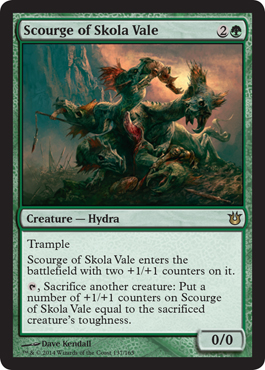 Scourge of Skola Vale 2
Creature — Hydra
Trample
Scourge of Skola Vale enters the
battlefield with two +1/+1 counters on it.
, Sacrifice another creature: Put a
number of +1/+1 counters on Scourge
of Skola Vale equal to the sacrificed
creature's toughness.
0/0
Dave Kendall
™ & © 2014 Wizards of the Coast 137/165